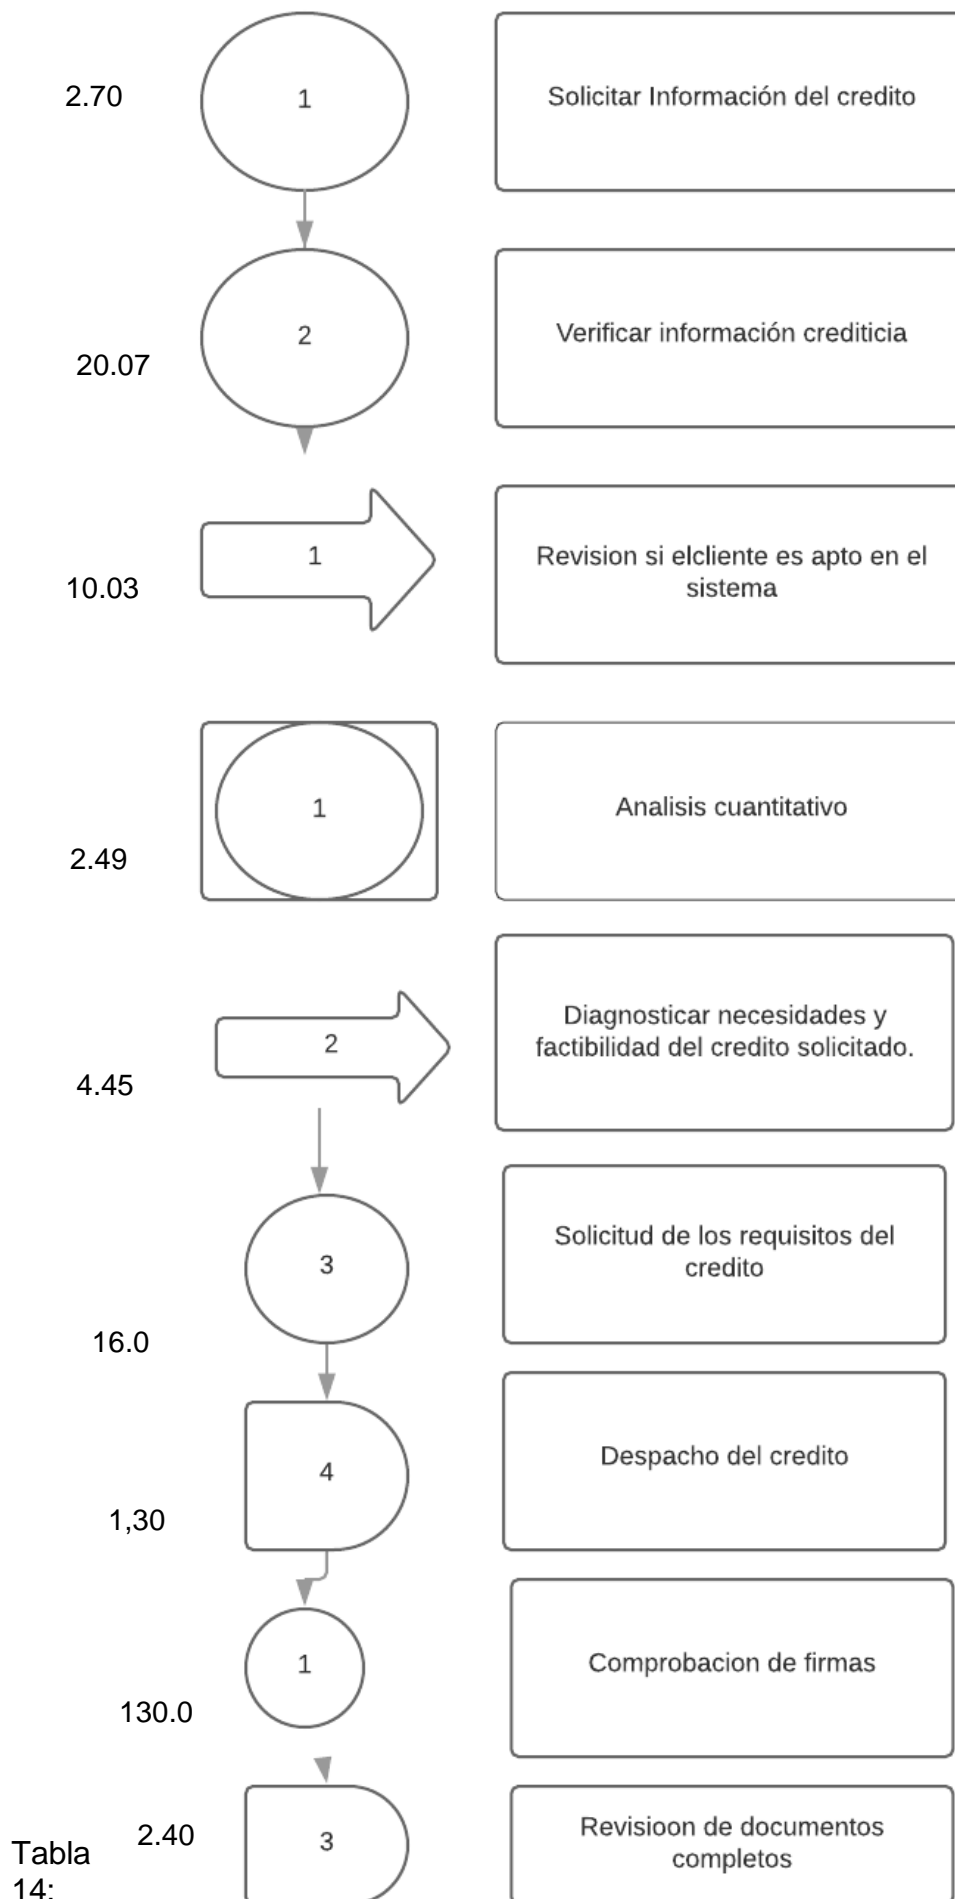 2.70
1
Solicitar Información del credito
2
Verificar información crediticia
20.07
1
Revision si elcliente es apto en el
sistema
10.03
1
Analisis cuantitativo
2.49
2
Diagnosticar necesidades y
factibilidad del credito solicitado.
4.45
3
Solicitud de los requisitos del
credito
16.0
4
Despacho del credito
1,30
1
Comprobacion de firmas
130.0
2.40
3
Revisioon de documentos
completos
Tabla
14: